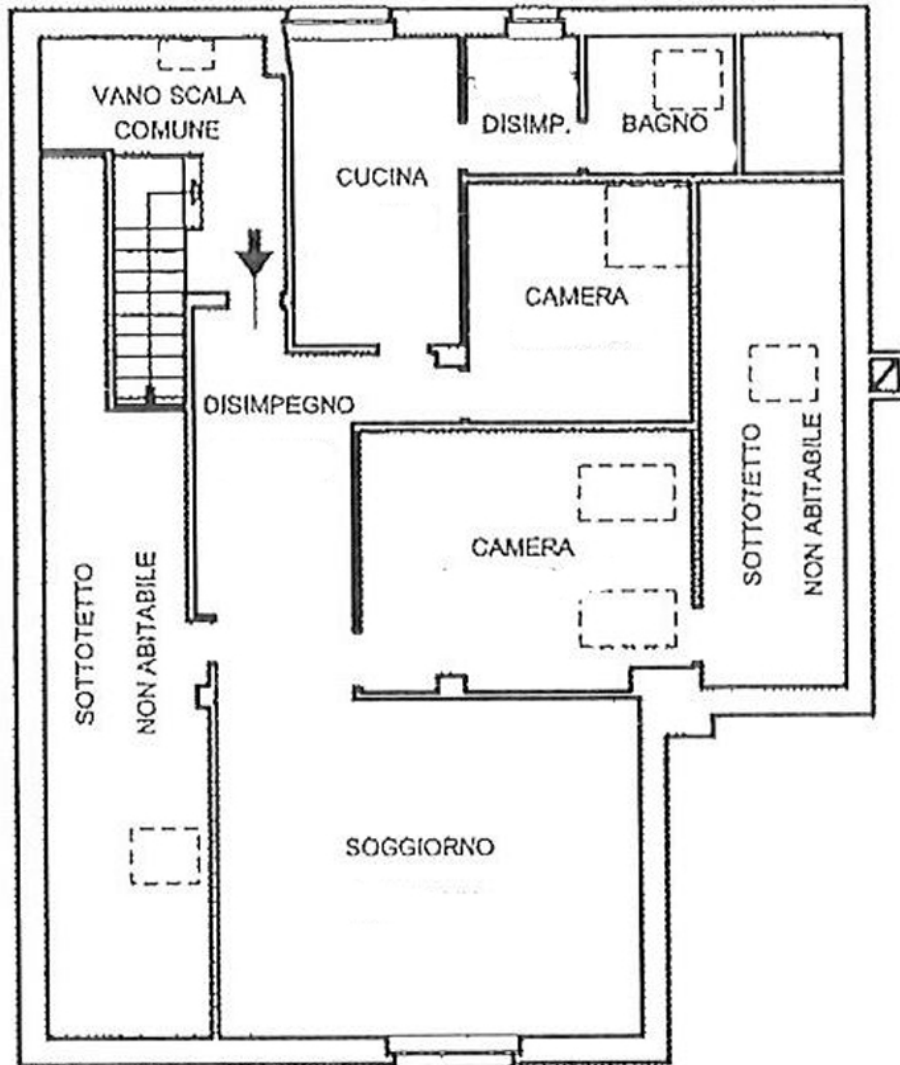 VANO SCALA
COMUNE
DISIMP.
BAGNO
CUCINA
CAMERA
DISIMPEGNO
SOTTOTETTO
NON ABITABILE
CAMERA
SOTTOTETTO
NON ABITABILE
SOGGIORNO